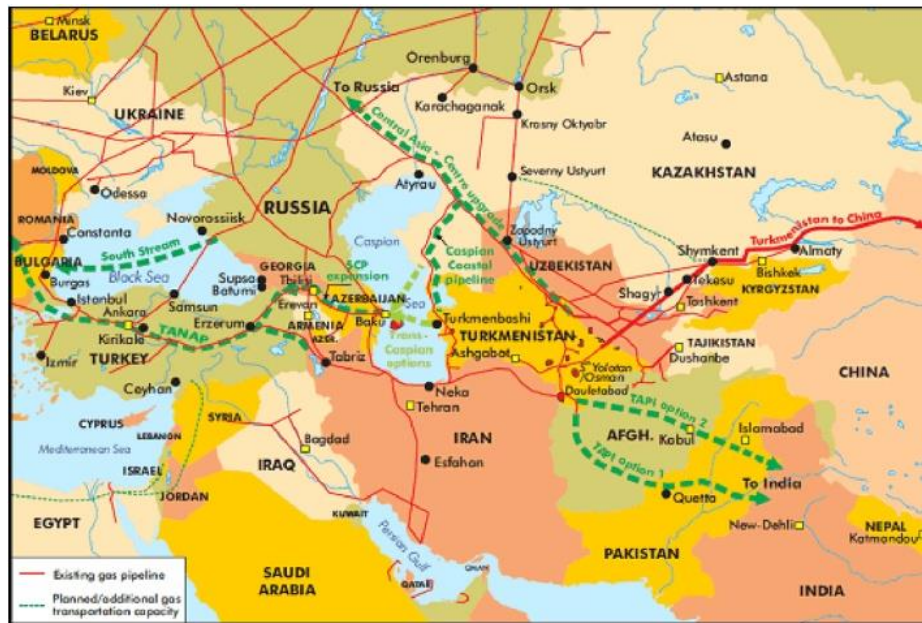 Minsk
BELARUS
Kiev
UKRAINE
MOLDOVA
Odessa
ROMANIA
Constanta
Novorossiisk
RUSSIA
Orenburg
To Russia
Orsk
Karachaganak
Krasny Oktyabr
Astana
Atasu
Central Asia - Centre upgrade
Severny Ustyurt
KAZAKHSTAN
Atyrau
South Stream
BULGARIA
Black Sea
Burgas
Istanbul
Ankara
Kirikale
Samsun
Supsa
Batumi
GEORGIA
Tbilisi
SCP
expansion
Caspian
Sea
Caspian
Coastal
pipeline
Zapadny
Ustyurt
UZBEKISTAN
Turkmenistan to China
Shymkent
Almaty
Bishkek
Tekesu
Shagyr
KYRGYZSTAN
Tashkent
Yerevan
AZERBAIJAN
ARMENIA
AZER.
Baku
Erzerum
TANAP
Izmir
TURKEY
Tabriz
Trans-
Caspian
options
Turkmenbashi
TURKMENISTAN
Ashgabat
S. Yolotan
/Osman
Dauletabad
TAJIKISTAN
Dushanbe
CHINA
Ceyhan
Neka
Tehran
CYPRUS
SYRIA
LEBANON
Mediterranean Sea
ISRAEL
JORDAN
Bagdad
IRAQ
IRAN
Esfahan
AFGH.
TAPI option 2
Kabul
Islamabad
TAPI option 1
To India
Quetta
EGYPT
KUWAIT
Persian Gulf
New-Dehli
NEPAL
Katmandou
PAKISTAN
SAUDI
ARABIA
QATAR
OMAN
INDIA
Existing gas pipeline
Planned/additional gas
transportation capacity